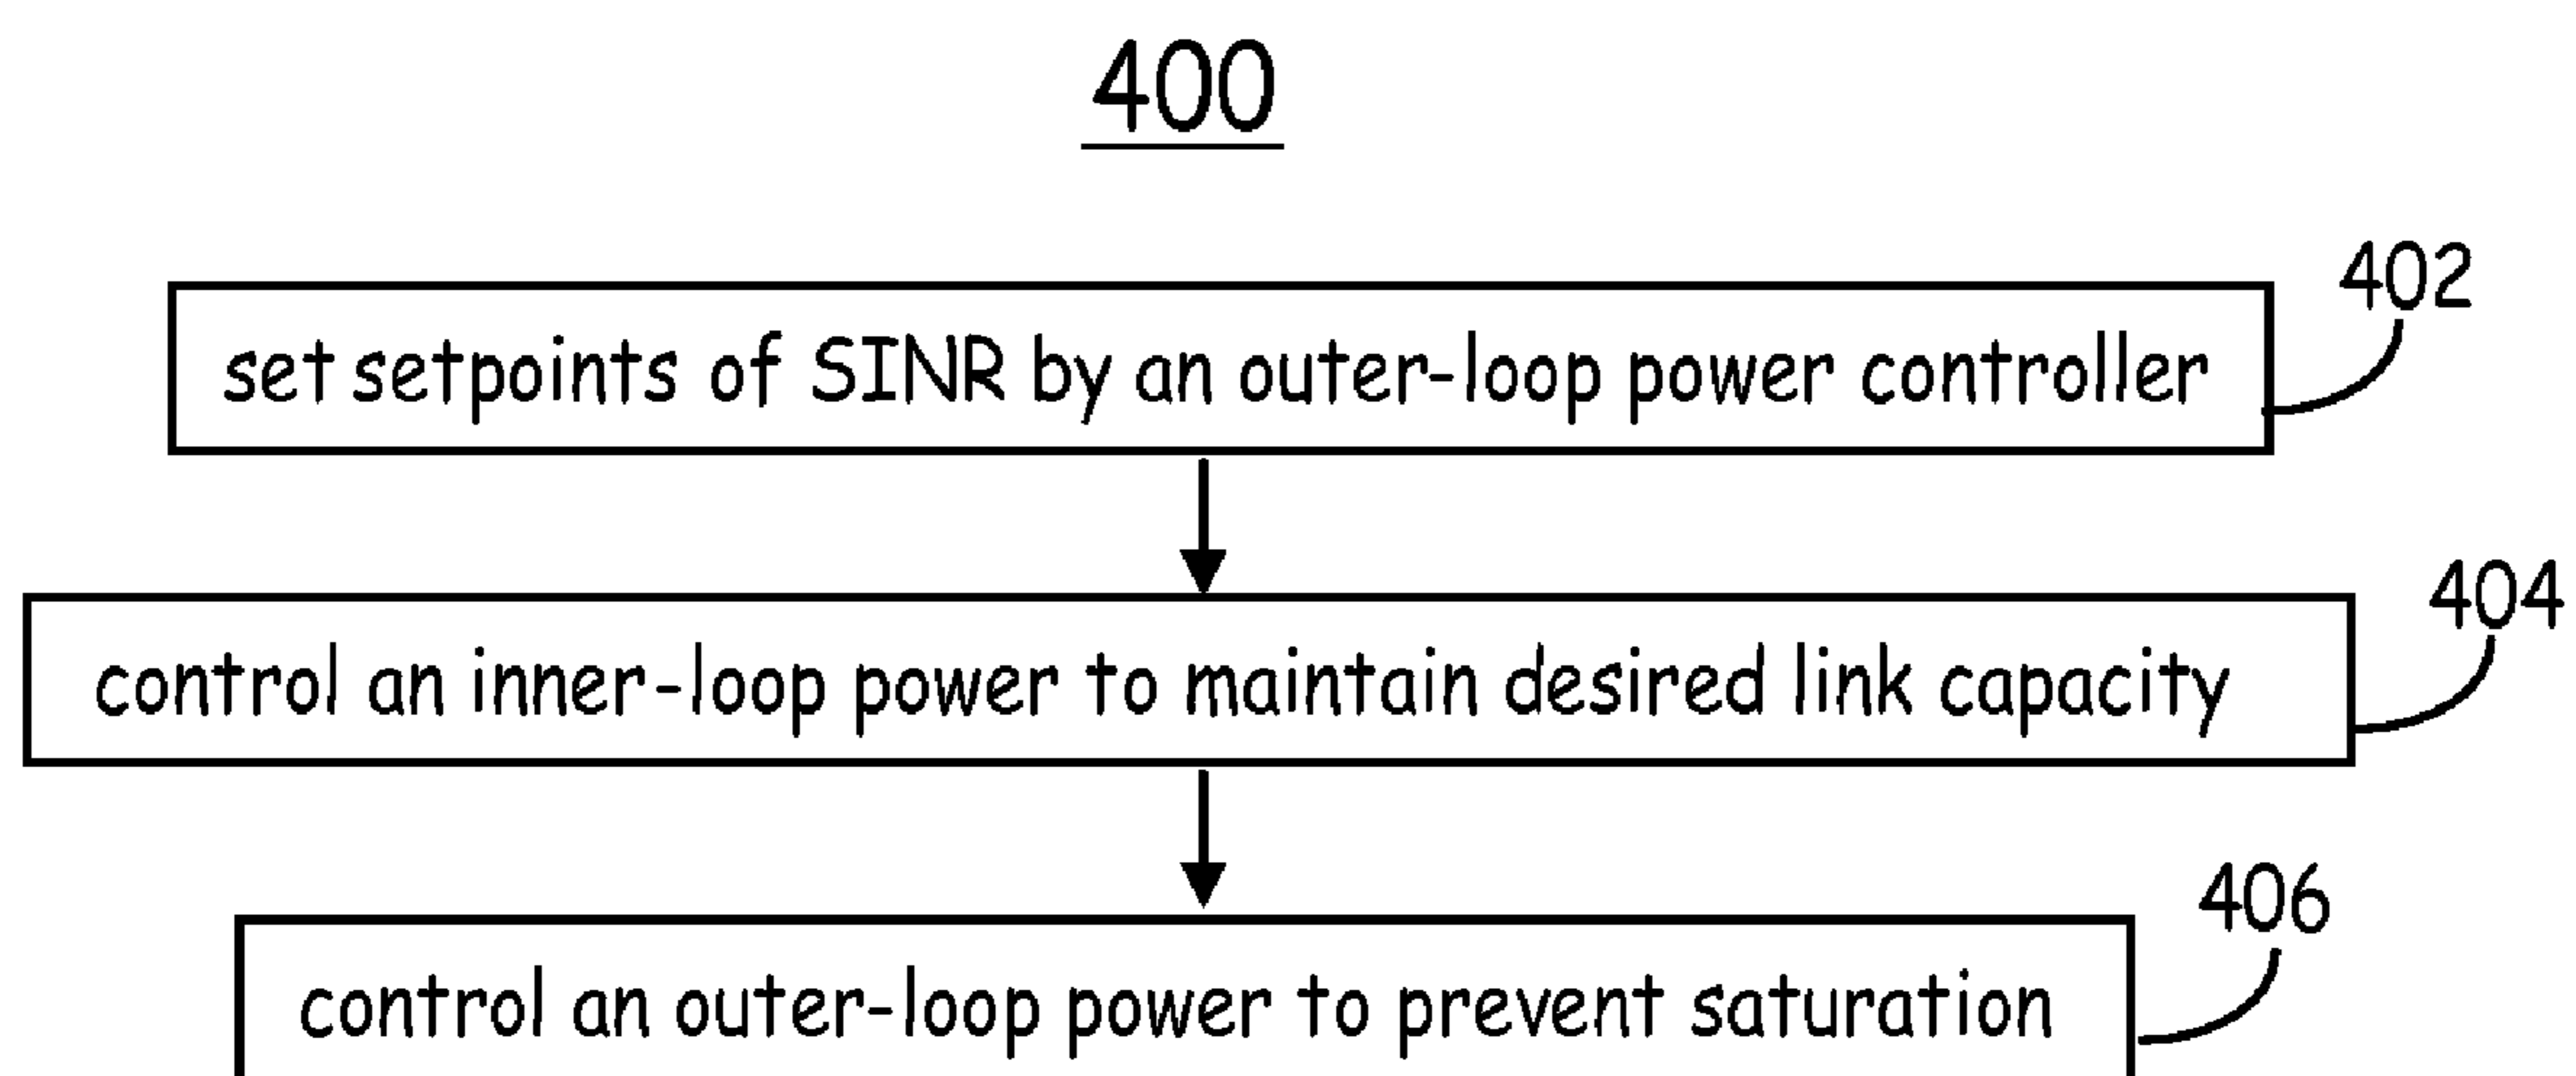 400
402
set setpoints of SINR by an outer-loop power controller
404
control an inner-loop power to maintain desired link capacity
406
control an outer-loop power to prevent saturation